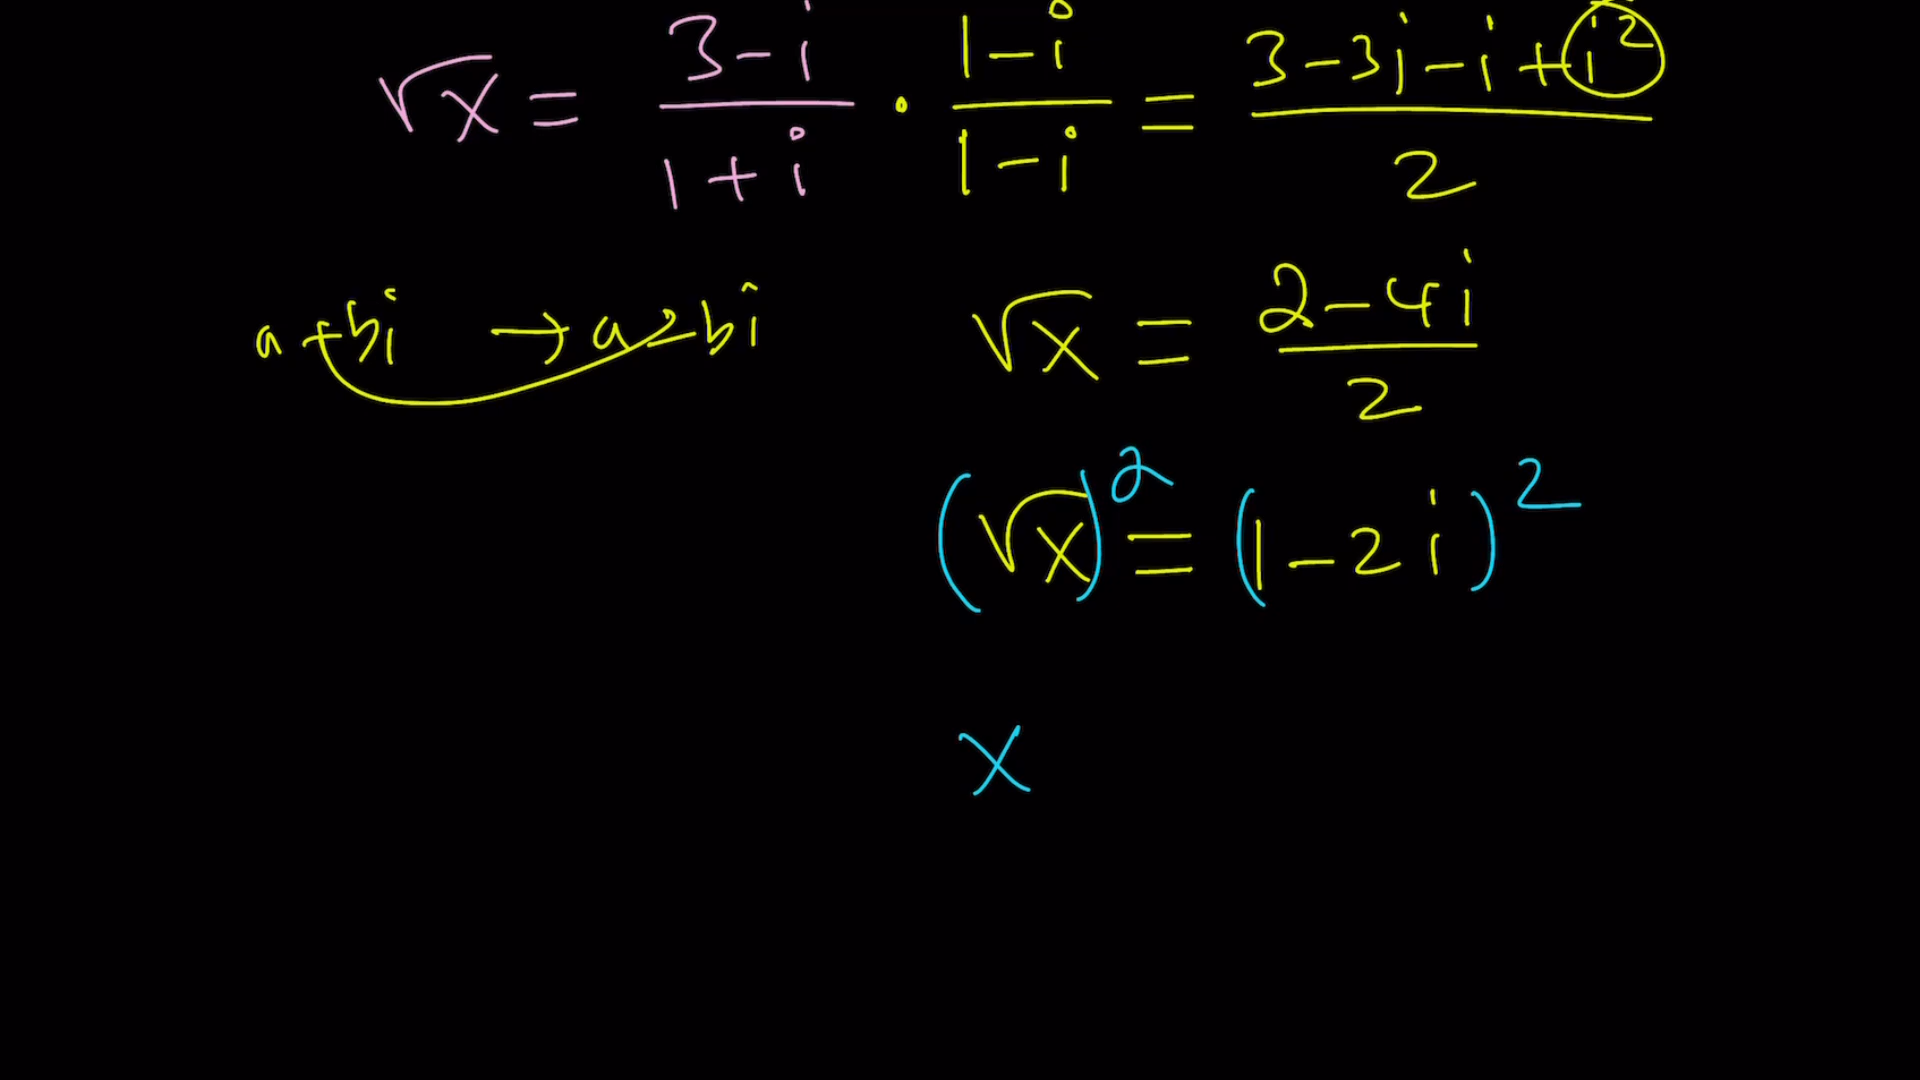 √x = (3-i)/(1+i) · (1-i)/(1-i) = (3-3i-i+i²)/2
a+bi → a-bi
√x = (2-4i)/2
(√x)² = (1-2i)²
x